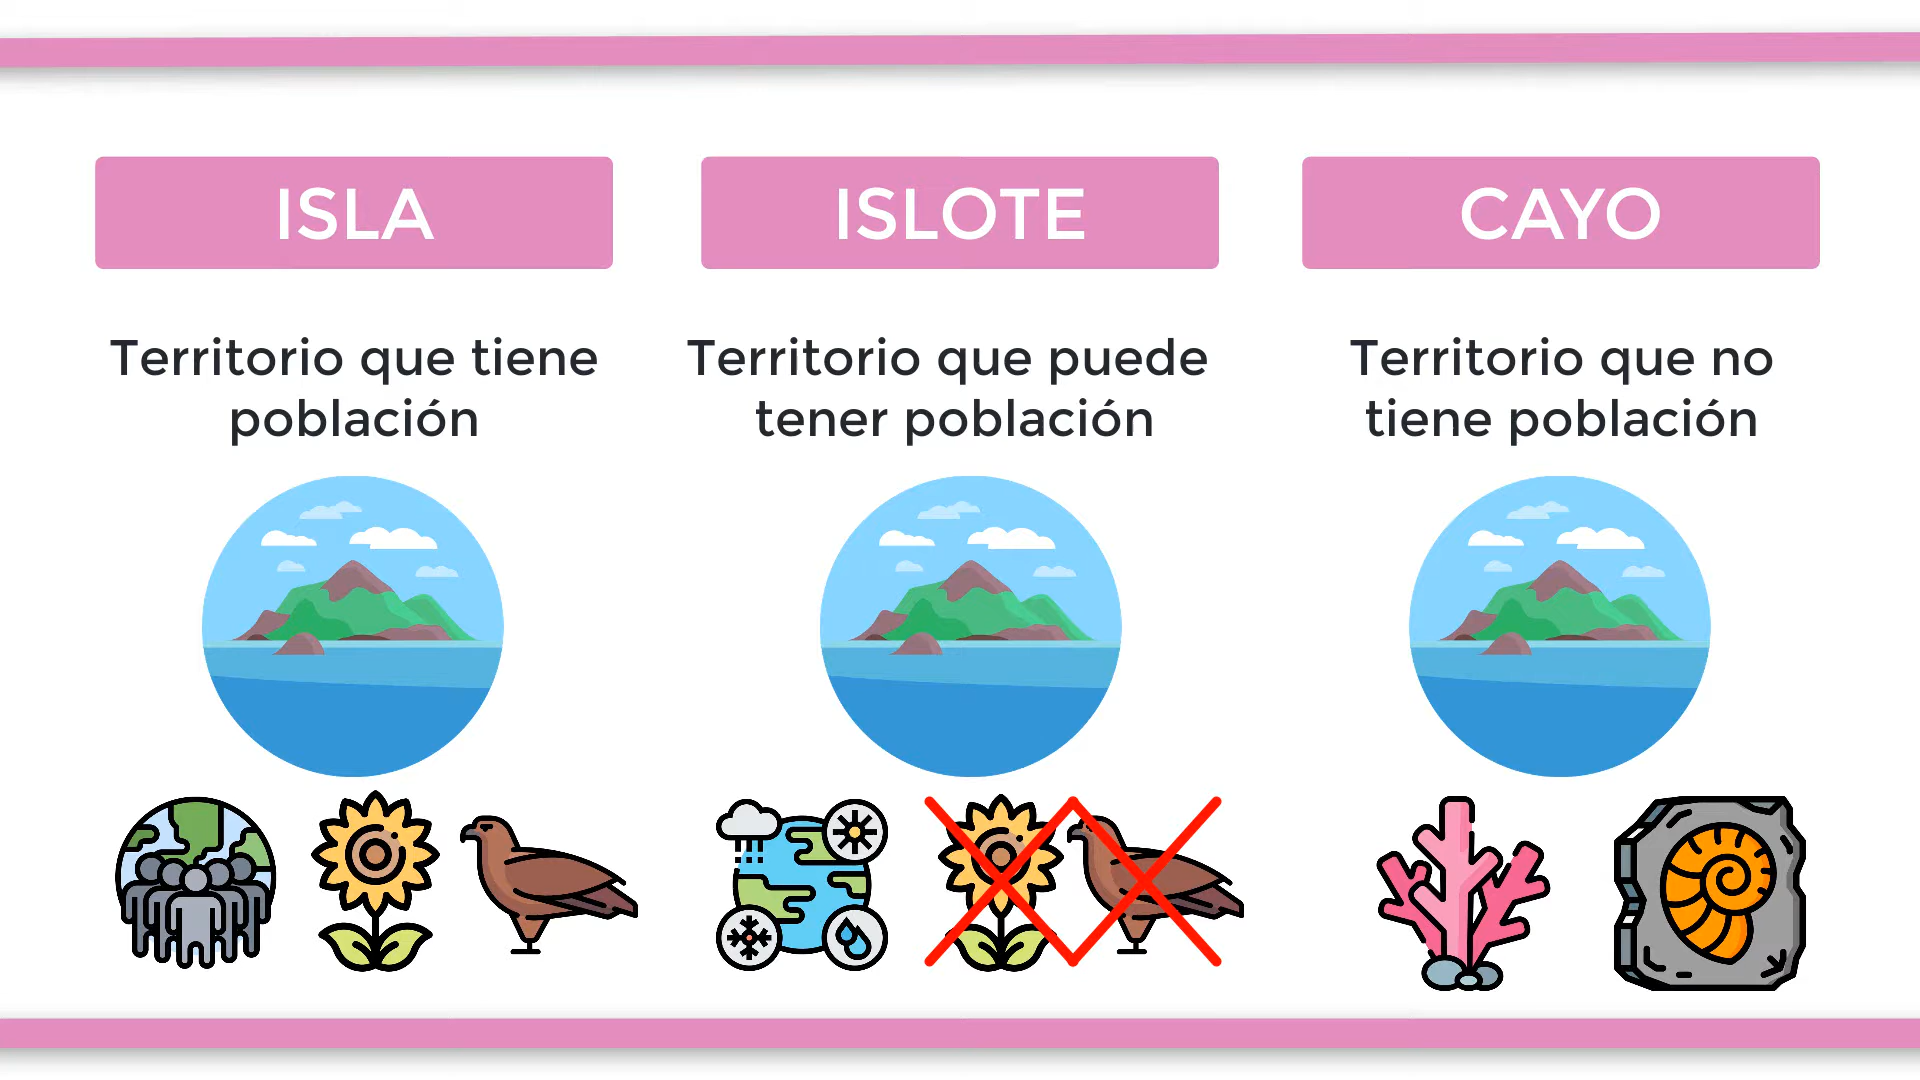 ISLA
Territorio que tiene
población
ISLOTE
Territorio que puede
tener población
CAYO
Territorio que no
tiene población